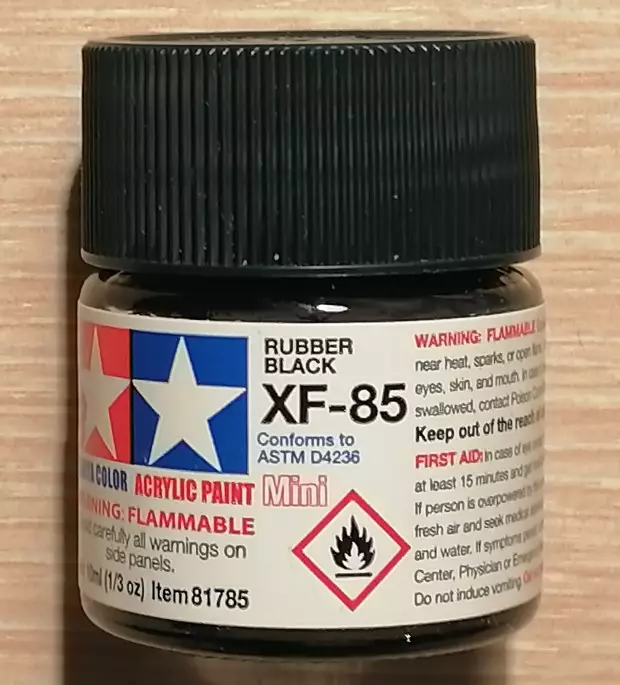 RUBBER
BLACK
XF-85
Conforms to
ASTM D4236
COLOR ACRYLIC PAINT Mini
FLAMMABLE
carefully all warnings on
side panels.
10ml (1/3 oz) Item 81785
WARNING: FLAMMABLE
near heat, sparks, or open
eyes, skin, and mouth. In
swallowed, contact Poison
Keep out of the reach
FIRST AID: In case of eye
at least 15 minutes and
If person is overpowered
fresh air and seek medical
and water. If symptoms
Center, Physician or
Do not induce vomiting.